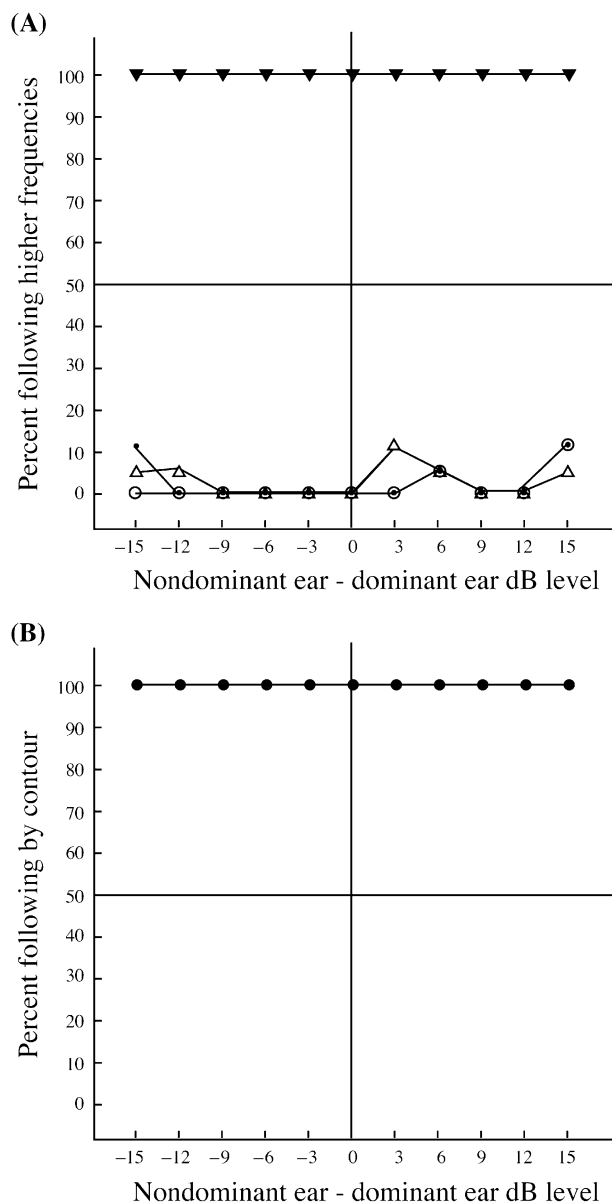 (A)
Percent following higher frequencies
100
90
80
70
60
50
40
30
20
10
0
–15 –12 –9 –6 –3 0 3 6 9 12 15
Nondominant ear - dominant ear dB level
(B)
Percent following by contour
100
90
80
70
60
50
40
30
20
10
0
–15 –12 –9 –6 –3 0 3 6 9 12 15
Nondominant ear - dominant ear dB level